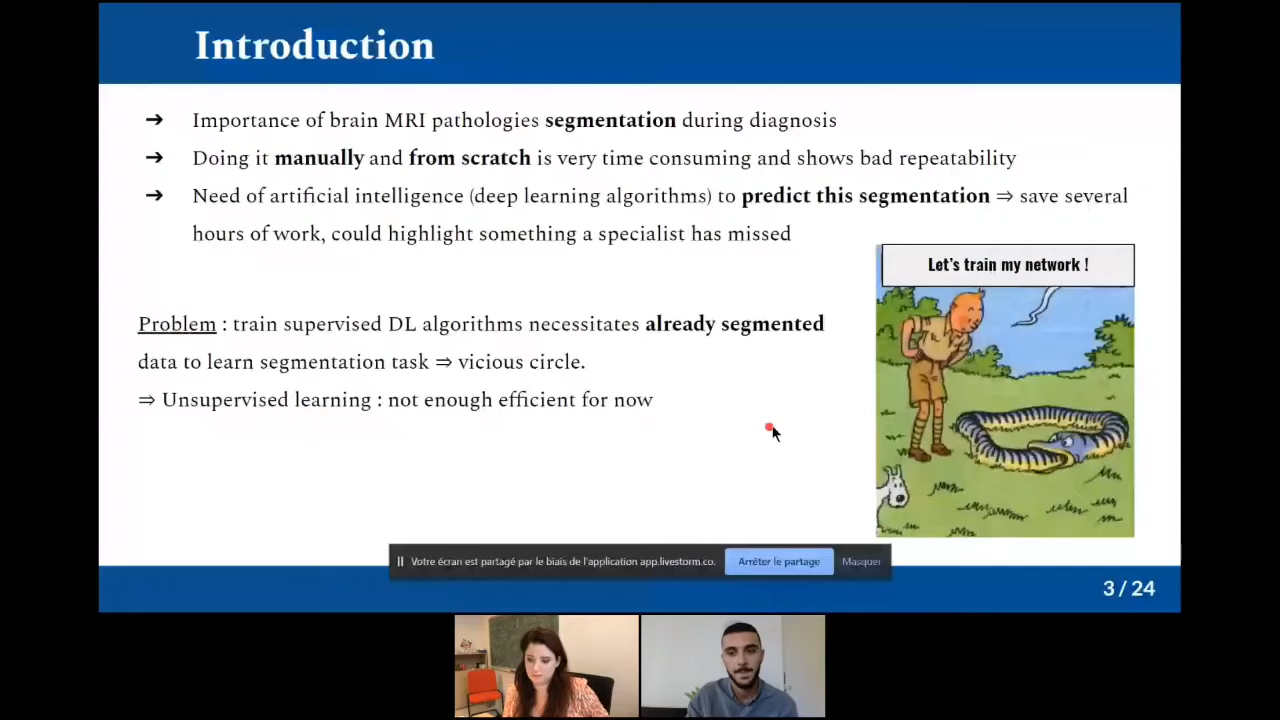 Introduction
➔ Importance of brain MRI pathologies segmentation during diagnosis
➔ Doing it manually and from scratch is very time consuming and shows bad repeatability
➔ Need of artificial intelligence (deep learning algorithms) to predict this segmentation ⇒ save several
hours of work, could highlight something a specialist has missed
Let's train my network !
Problem : train supervised DL algorithms necessitates already segmented
data to learn segmentation task ⇒ vicious circle.
⇒ Unsupervised learning : not enough efficient for now
Votre écran est partagé par le biais de l'application app.livestorm.co. Arrêter le partage Masquer
3 / 24